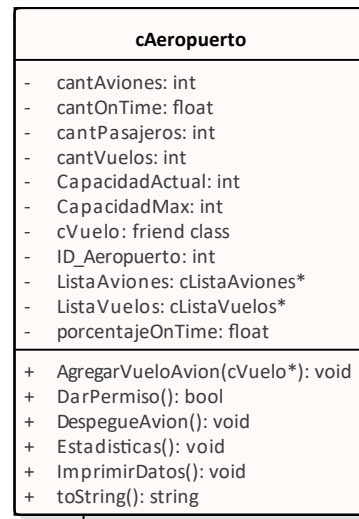 cAeropuerto
- cantAviones: int
- cantOnTime: float
- cantPasajeros: int
- cantVuelos: int
- CapacidadActual: int
- CapacidadMax: int
- cVuelo: friend class
- ID_Aeropuerto: int
- ListaAviones: cListaAviones*
- ListaVuelos: cListaVuelos*
- porcentajeOnTime: float
+ AgregarVueloAvion(cVuelo*): void
+ DarPermiso(): bool
+ DespegueAvion(): void
+ Estadisticas(): void
+ ImprimirDatos(): void
+ toString(): string